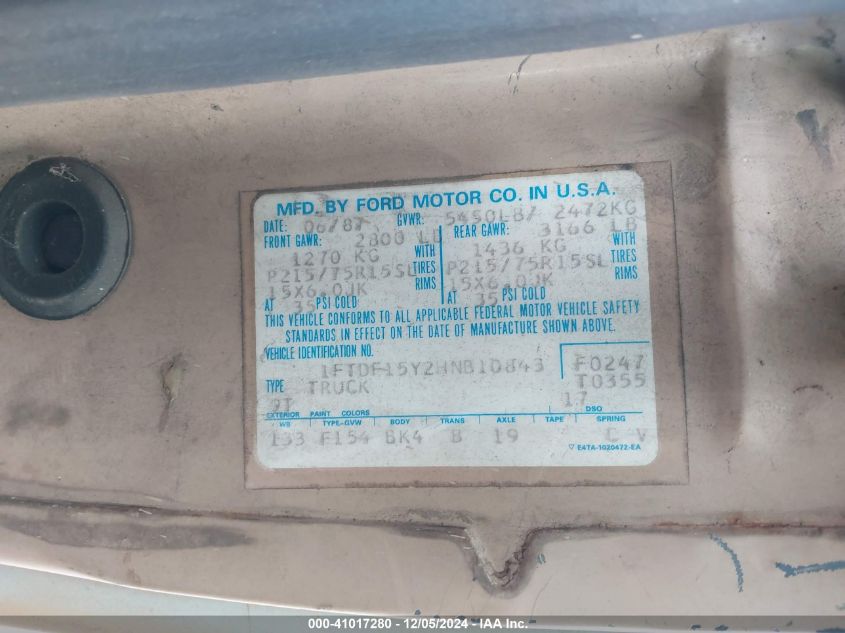 MFD. BY FORD MOTOR CO. IN U.S.A.
DATE: 06/87 GVWR: 5450LB/ 2472KG
FRONT GAWR: 2800 LB REAR GAWR: 3166 LB
1270 KG WITH 1436 KG WITH
P215/75R15SL TIRES P215/75R15SL TIRES
15X6.0JK RIMS 15X6.0JK RIMS
AT 35 PSI COLD AT 35 PSI COLD
THIS VEHICLE CONFORMS TO ALL APPLICABLE FEDERAL MOTOR VEHICLE SAFETY
STANDARDS IN EFFECT ON THE DATE OF MANUFACTURE SHOWN ABOVE.
VEHICLE IDENTIFICATION NO.
1FTDF15Y2HNB10843 F0247
TYPE TRUCK T0355
9T 17
EXTERIOR PAINT COLORS DSO
WB TYPE-GVW BODY TRANS AXLE TAPE SPRING
133 F154 BK4 B 19 C V
E4TA-1020472-EA
000-41017280 - 12/05/2024 - IAA Inc.